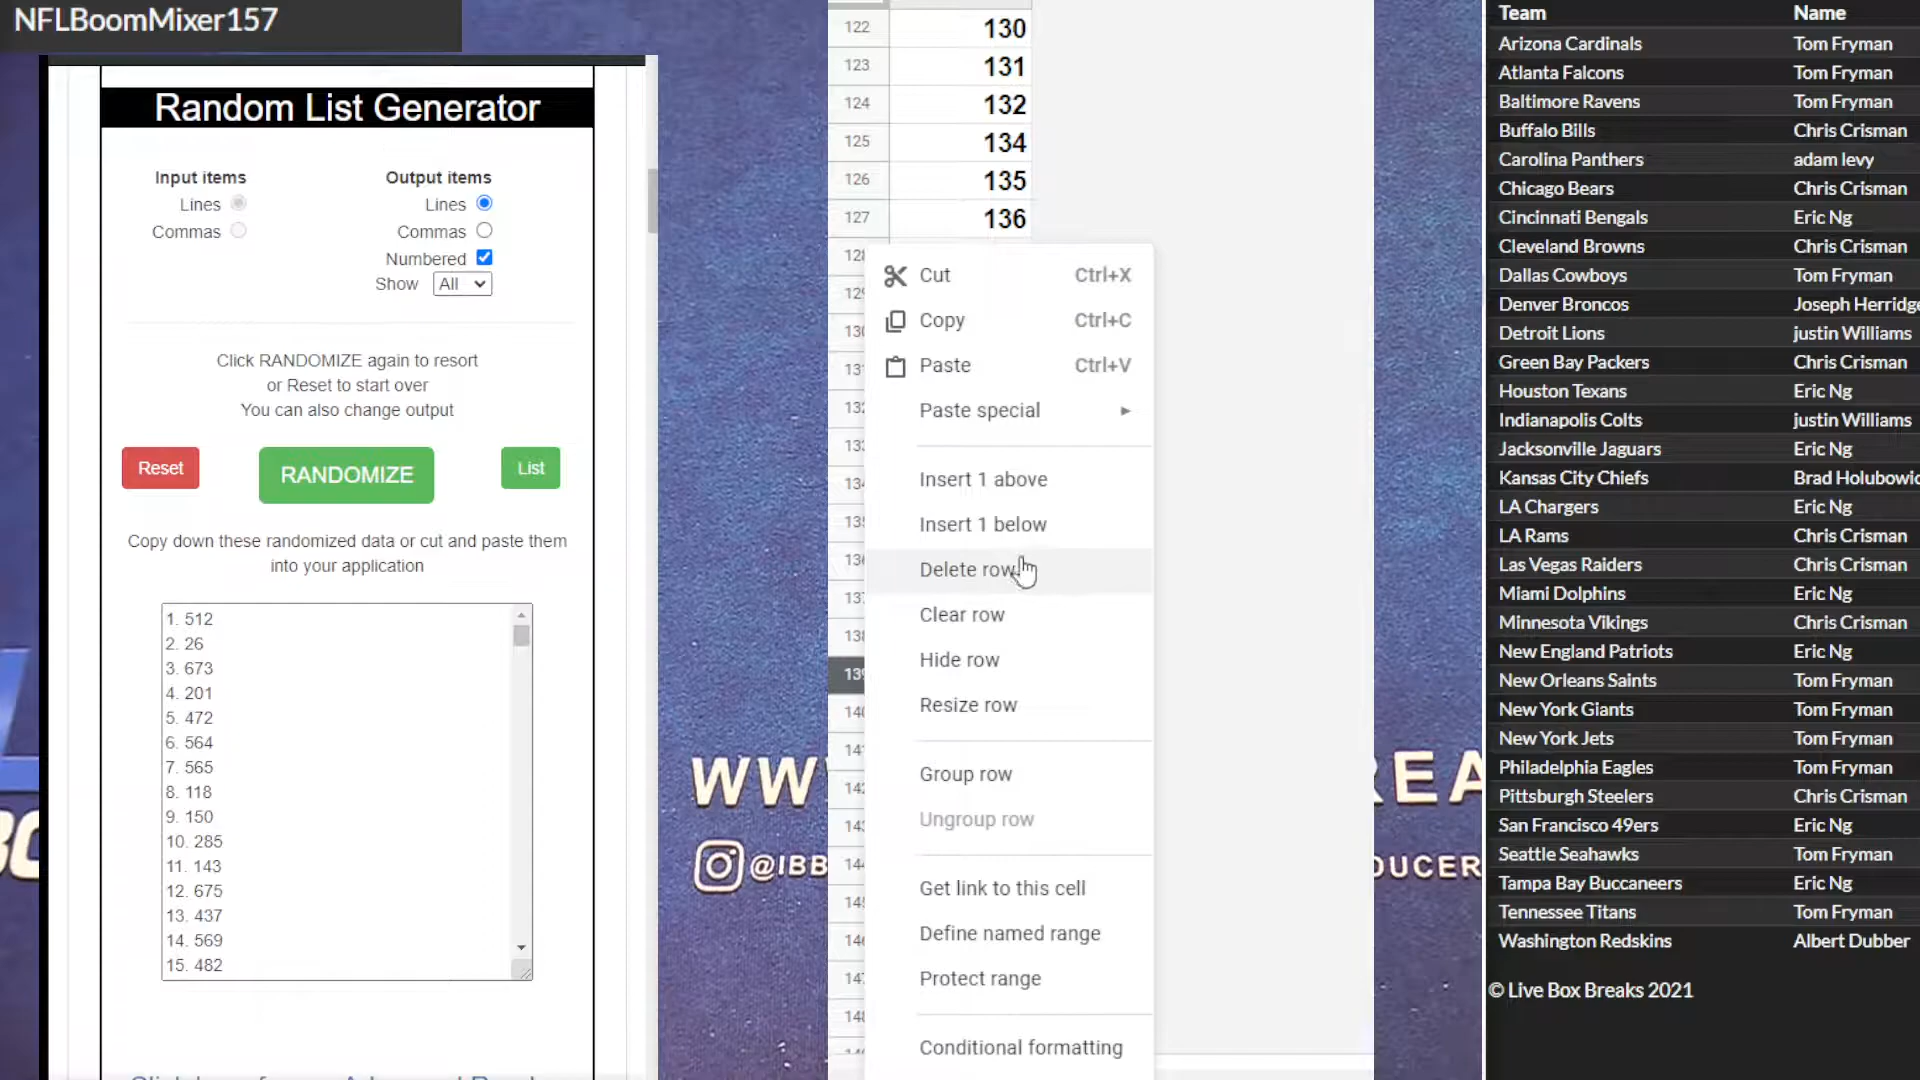 NFLBoomMixer157
Random List Generator
Input items
Lines
Commas
Output items
Lines
Commas
Numbered
Show All
Click RANDOMIZE again to resort
or Reset to start over
You can also change output
Reset
RANDOMIZE
List
Copy down these randomized data or cut and paste them
into your application
1. 512
2. 26
3. 673
4. 201
5. 472
6. 564
7. 565
8. 118
9. 150
10. 285
11. 143
12. 675
13. 437
14. 569
15. 482
122 130
123 131
124 132
125 134
126 135
127 136
Cut Ctrl+X
Copy Ctrl+C
Paste Ctrl+V
Paste special
Insert 1 above
Insert 1 below
Delete row
Clear row
Hide row
Resize row
Group row
Ungroup row
Get link to this cell
Define named range
Protect range
Conditional formatting
@IBB
Team Name
Arizona Cardinals Tom Fryman
Atlanta Falcons Tom Fryman
Baltimore Ravens Tom Fryman
Buffalo Bills Chris Crisman
Carolina Panthers adam levy
Chicago Bears Chris Crisman
Cincinnati Bengals Eric Ng
Cleveland Browns Chris Crisman
Dallas Cowboys Tom Fryman
Denver Broncos Joseph Herridge
Detroit Lions justin Williams
Green Bay Packers Chris Crisman
Houston Texans Eric Ng
Indianapolis Colts justin Williams
Jacksonville Jaguars Eric Ng
Kansas City Chiefs Brad Holubowic
LA Chargers Eric Ng
LA Rams Chris Crisman
Las Vegas Raiders Chris Crisman
Miami Dolphins Eric Ng
Minnesota Vikings Chris Crisman
New England Patriots Eric Ng
New Orleans Saints Tom Fryman
New York Giants Tom Fryman
New York Jets Tom Fryman
Philadelphia Eagles Tom Fryman
Pittsburgh Steelers Chris Crisman
San Francisco 49ers Eric Ng
Seattle Seahawks Tom Fryman
Tampa Bay Buccaneers Eric Ng
Tennessee Titans Tom Fryman
Washington Redskins Albert Dubber
© Live Box Breaks 2021